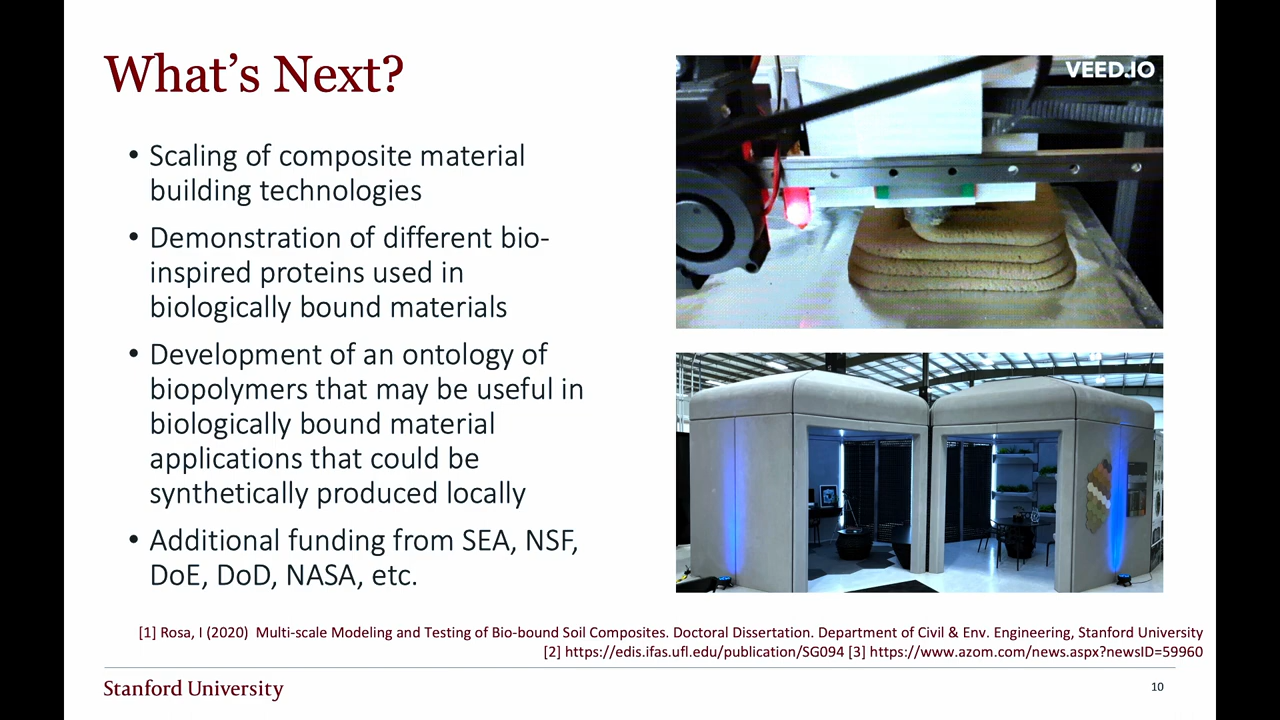 What's Next?
• Scaling of composite material
building technologies
• Demonstration of different bio-
inspired proteins used in
biologically bound materials
• Development of an ontology of
biopolymers that may be useful in
biologically bound material
applications that could be
synthetically produced locally
• Additional funding from SEA, NSF,
DoE, DoD, NASA, etc.
VEED.IO
[1] Rosa, I (2020)  Multi-scale Modeling and Testing of Bio-bound Soil Composites. Doctoral Dissertation. Department of Civil & Env. Engineering, Stanford University
[2] https://edis.ifas.ufl.edu/publication/SG094 [3] https://www.azom.com/news.aspx?newsID=59960
Stanford University
10